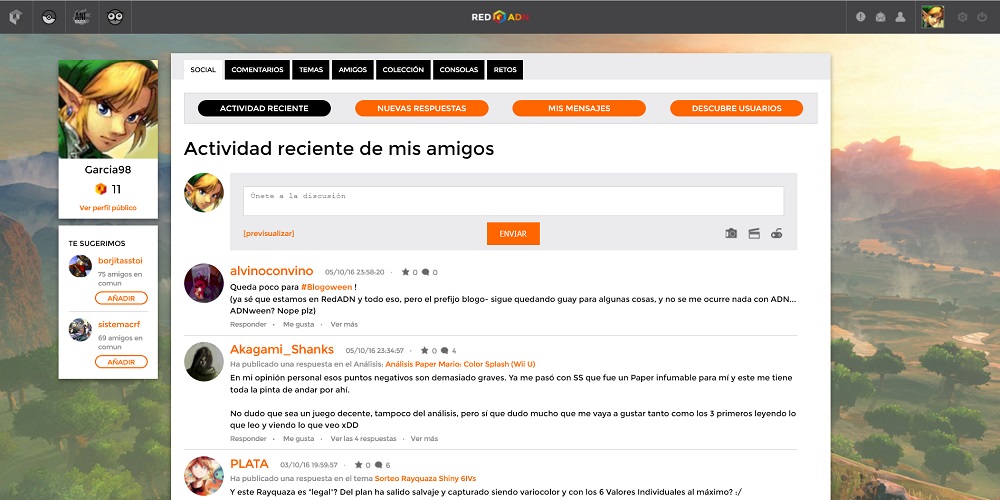 RED ADN
SOCIAL COMENTARIOS TEMAS AMIGOS COLECCIÓN CONSOLAS RETOS
ACTIVIDAD RECIENTE NUEVAS RESPUESTAS MIS MENSAJES DESCUBRE USUARIOS
Garcia98
11
Ver perfil público
TE SUGERIMOS
borjitasstoi
75 amigos en
comun
AÑADIR
sistemacrf
69 amigos en
comun
AÑADIR
Actividad reciente de mis amigos
Únete a la discusión
[previsualizar] ENVIAR
alvinoconvino 05/10/16 23:58:20 · 0 0
Queda poco para #Blogoween !
(ya sé que estamos en RedADN y todo eso, pero el prefijo blogo- sigue quedando guay para algunas cosas, y no se me ocurre nada con ADN...
ADNween? Nope plz)
Responder · Me gusta · Ver más
Akagami_Shanks 05/10/16 23:34:57 · 0 4
Ha publicado una respuesta en el Análisis: Análisis Paper Mario: Color Splash (Wii U)
En mi opinión personal esos puntos negativos son demasiado graves. Ya me pasó con SS que fue un Paper infumable para mí y este me tiene
toda la pinta de andar por ahí.
No dudo que sea un juego decente, tampoco del análisis, pero sí que dudo mucho que me vaya a gustar tanto como los 3 primeros leyendo lo
que leo y viendo lo que veo xDD
Responder · Me gusta · Ver las 4 respuestas · Ver más
PLATA 03/10/16 19:59:57 · 0 6
Ha publicado una respuesta en el tema Sorteo Rayquaza Shiny 6IVs
Y este Rayquaza es "legal"? Del plan ha salido salvaje y capturado siendo variocolor y con los 6 Valores Individuales al máximo? :/